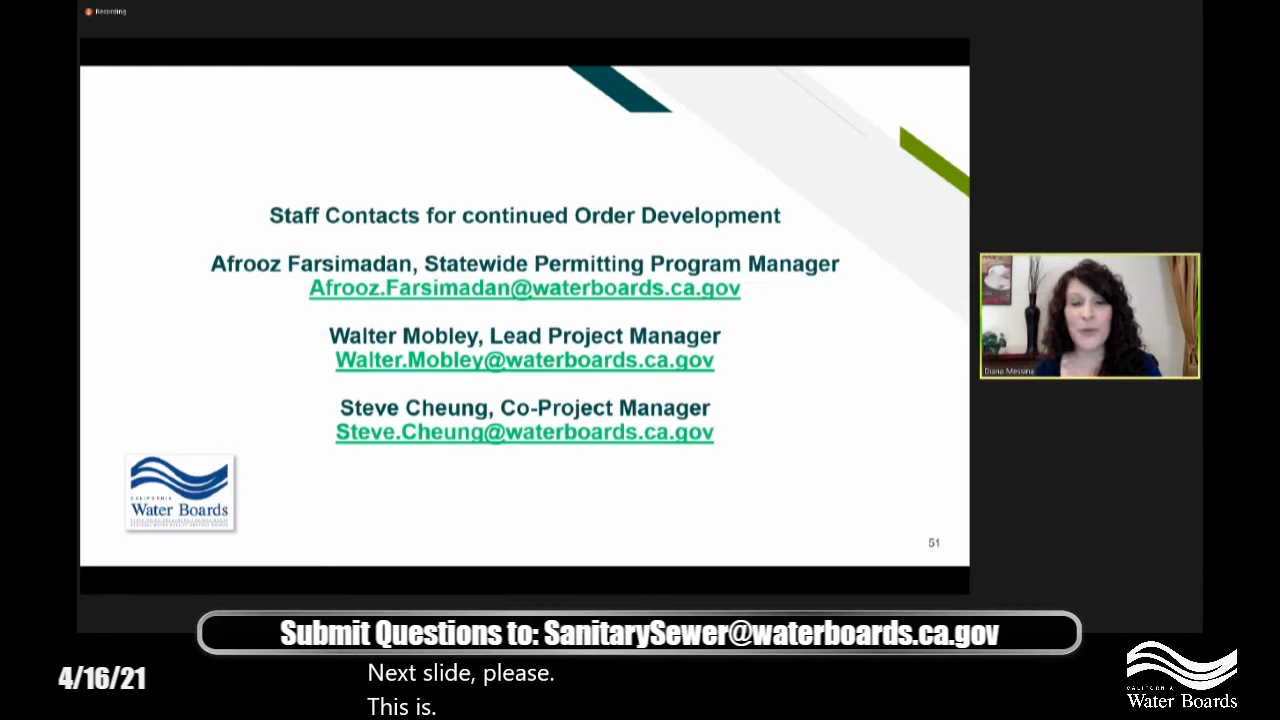 Recording
Staff Contacts for continued Order Development
Afrooz Farsimadan, Statewide Permitting Program Manager
Afrooz.Farsimadan@waterboards.ca.gov
Walter Mobley, Lead Project Manager
Walter.Mobley@waterboards.ca.gov
Steve Cheung, Co-Project Manager
Steve.Cheung@waterboards.ca.gov
CALIFORNIA
Water Boards
51
Diana Messina
Submit Questions to: SanitarySewer@waterboards.ca.gov
4/16/21
Next slide, please.
This is.
CALIFORNIA
Water Boards